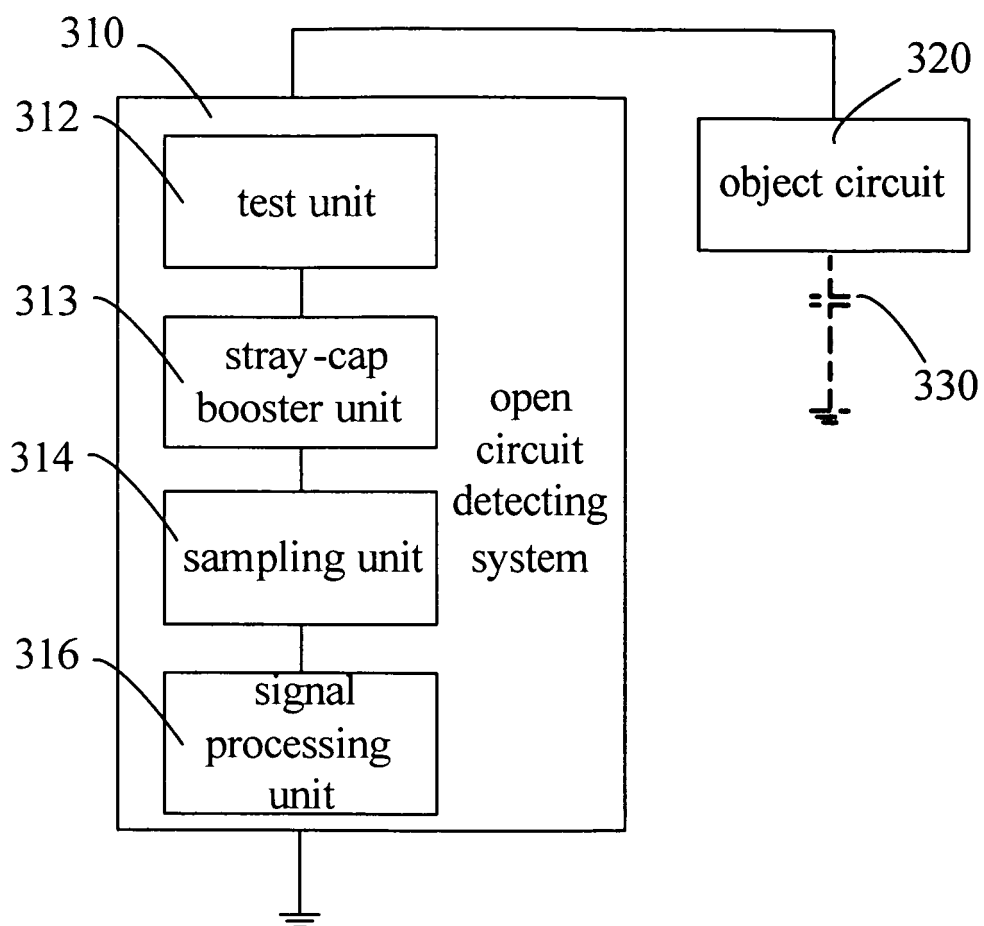 310
320
312
test unit
object circuit
313
stray-cap
booster unit
330
open
circuit
detecting
system
314
sampling unit
316
signal
processing
unit